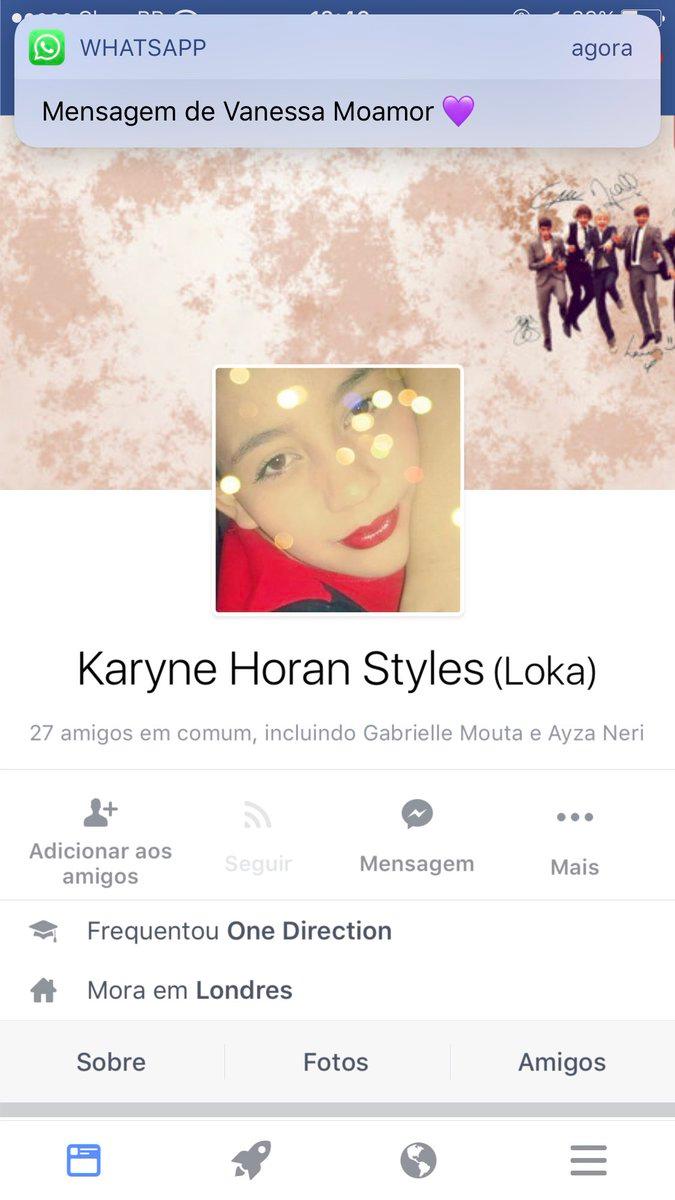 WHATSAPP agora
Mensagem de Vanessa Moamor 💜
Karyne Horan Styles (Loka)
27 amigos em comum, incluindo Gabrielle Mouta e Ayza Neri
Adicionar aos
amigos
Seguir
Mensagem
Mais
Frequentou One Direction
Mora em Londres
Sobre
Fotos
Amigos